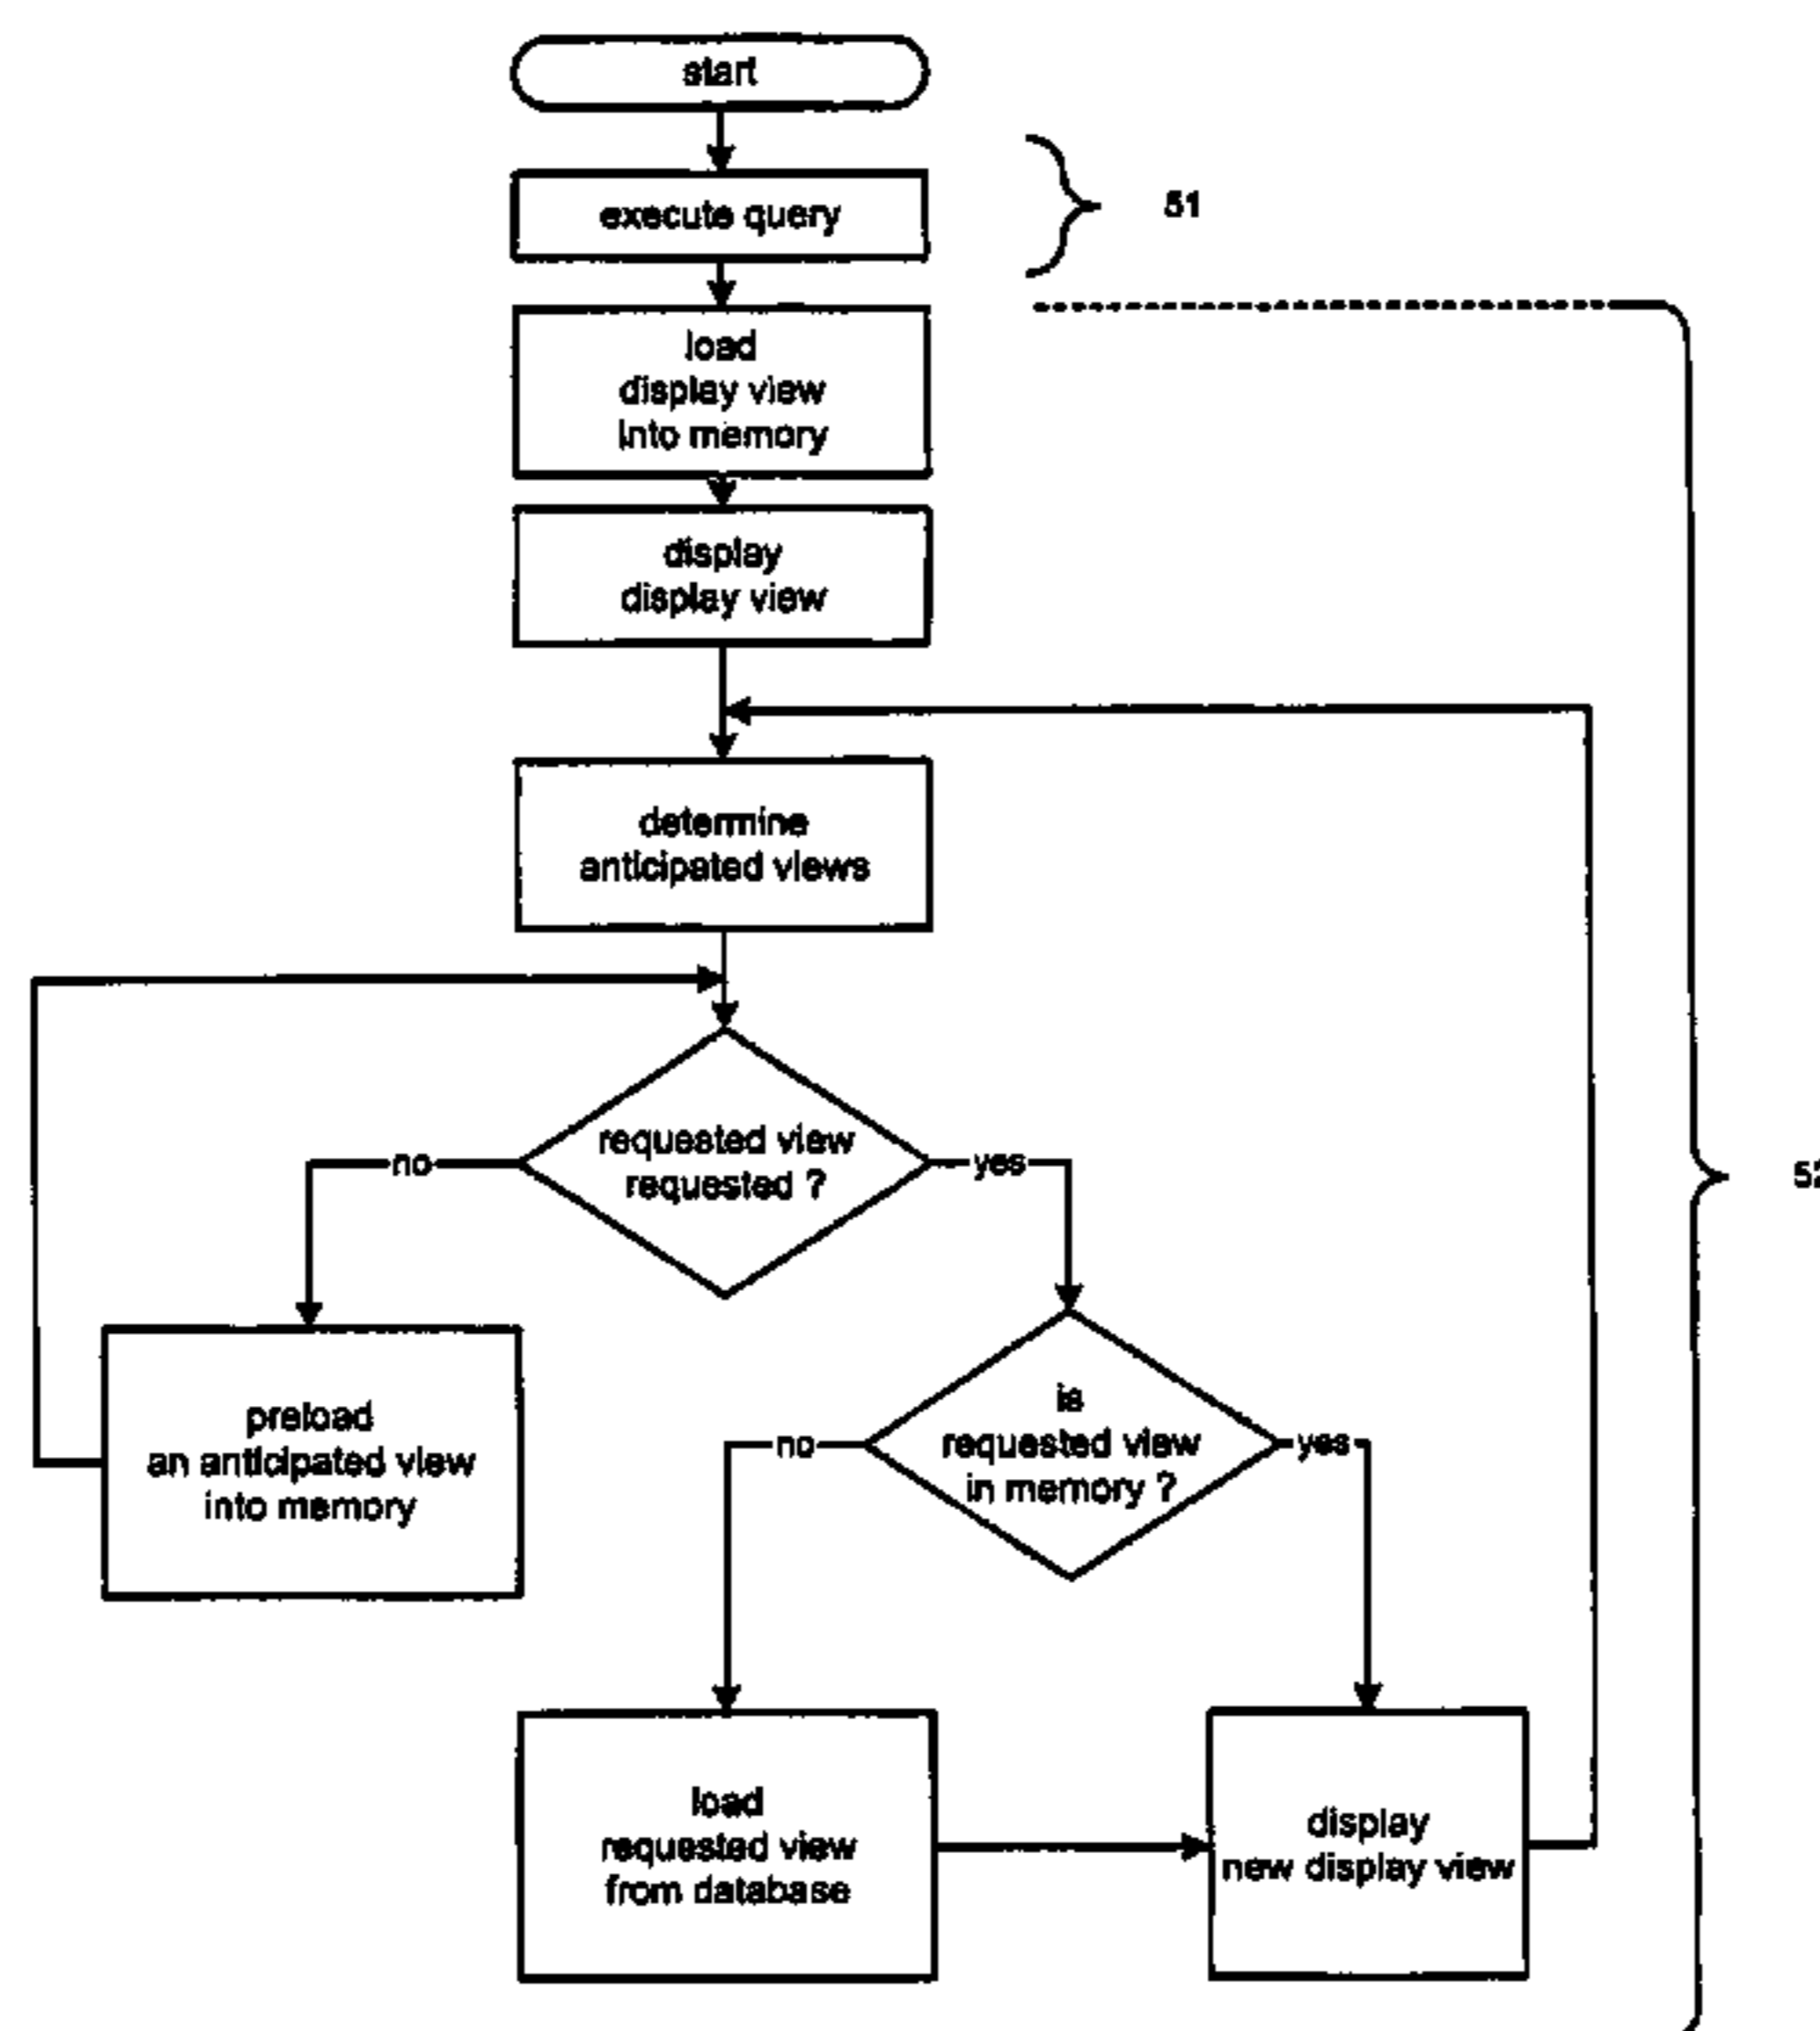 start
execute query
51
load
display view
into memory
display
display view
determine
anticipated views
requested view
requested ?
no
yes
52
preload
an anticipated view
into memory
is
requested view
in memory ?
no
yes
load
requested view
from database
display
new display view